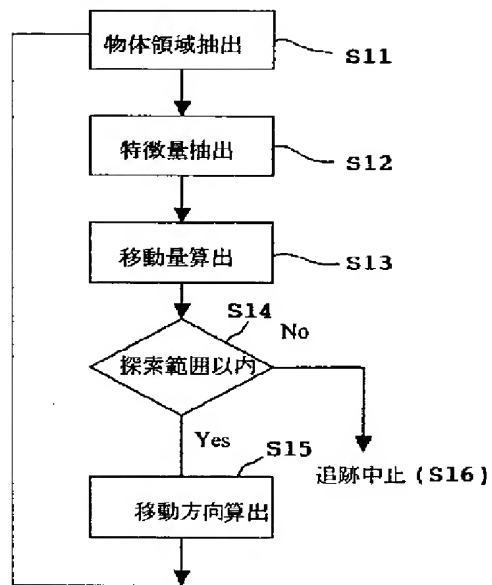 物体領域抽出
S11
特徴量抽出
S12
移動量算出
S13
S14
No
探索範囲以内
Yes
S15
追跡中止 (S16)
移動方向算出